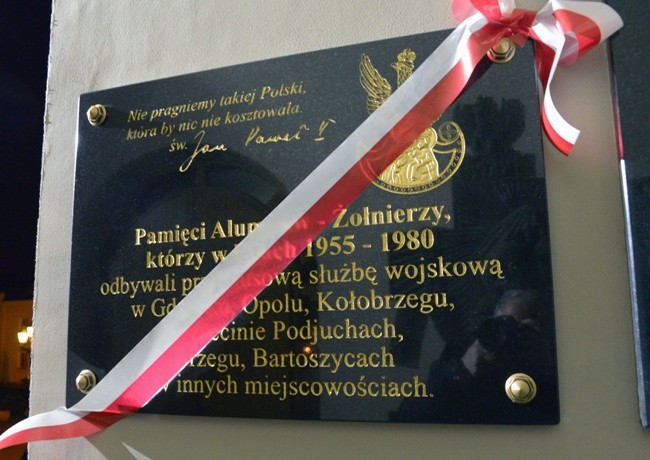 Nie pragniemy takiej Polski,
która by nic nie kosztowała.
św. Jan Paweł II
Pamięci Żołnierzy,
którzy w 1955 - 1980
odbywali służbę wojskową
w Opolu, Kołobrzegu,
Podjuchach,
Bartoszycach
w innych miejscowościach.